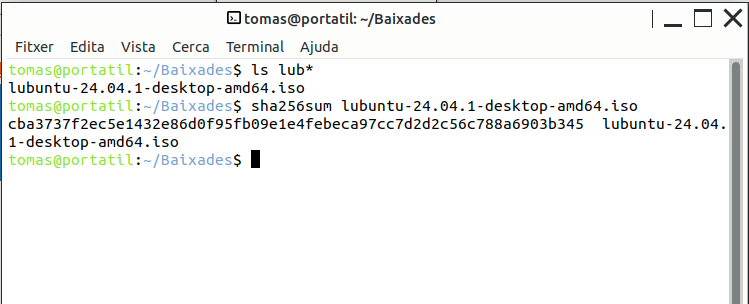 tomas@portatil: ~/Baixades
Fitxer Edita Vista Cerca Terminal Ajuda
tomas@portatil:~/Baixades$ ls lub*
lubuntu-24.04.1-desktop-amd64.iso
tomas@portatil:~/Baixades$ sha256sum lubuntu-24.04.1-desktop-amd64.iso
cba3737f2ec5e1432e86d0f95fb09e1e4febeca97cc7d2d2c56c788a6903b345  lubuntu-24.04.
1-desktop-amd64.iso
tomas@portatil:~/Baixades$